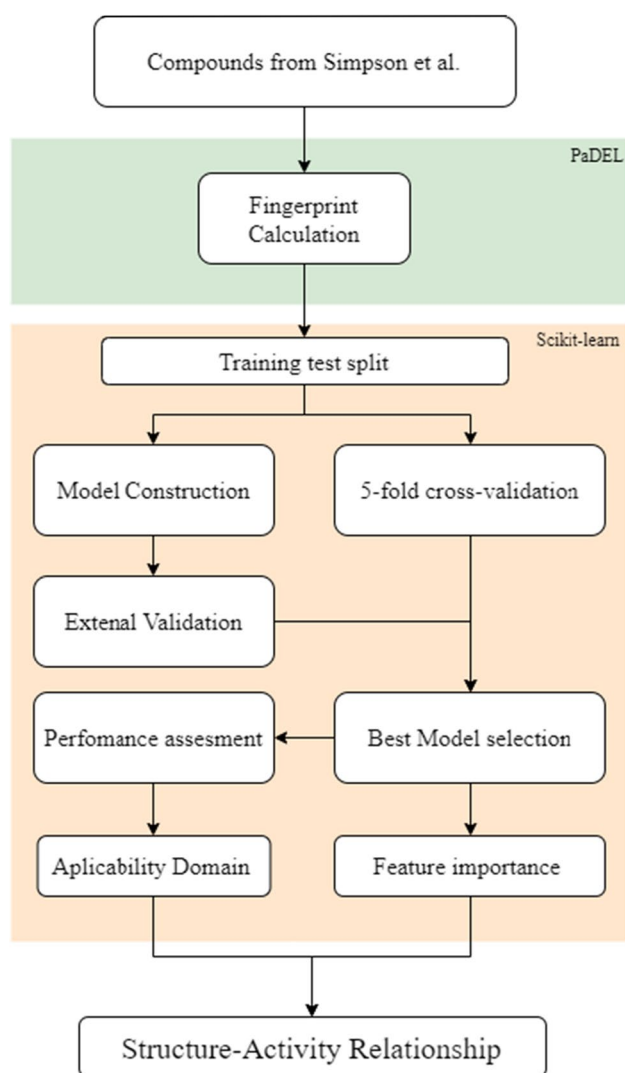 Compounds from Simpson et al.
PaDEL
Fingerprint
Calculation
Scikit-learn
Training test split
Model Construction
5-fold cross-validation
Extenal Validation
Perfomance assesment
Best Model selection
Aplicability Domain
Feature importance
Structure-Activity Relationship